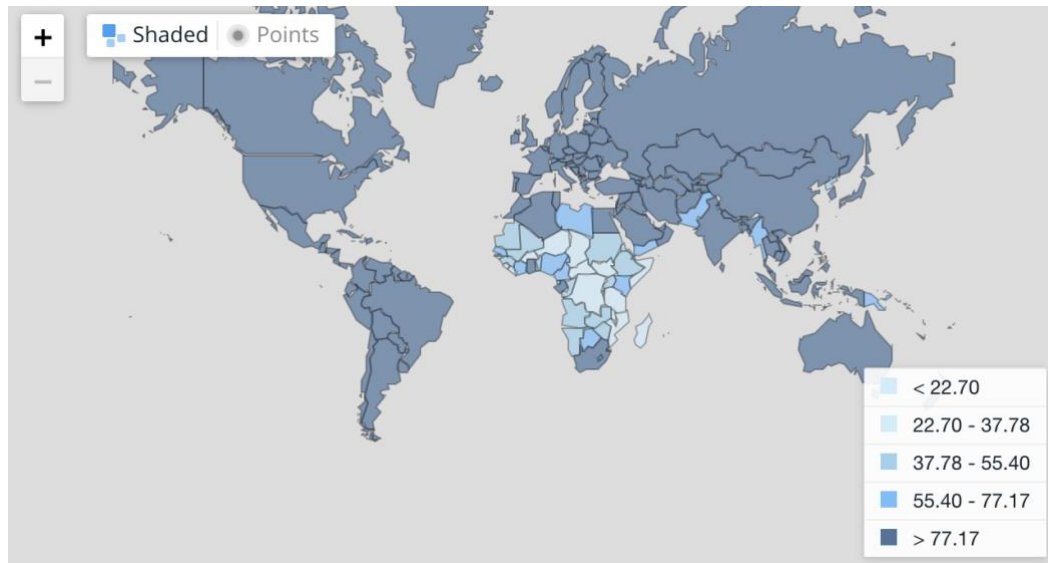 +
Shaded Points
−
< 22.70
22.70 - 37.78
37.78 - 55.40
55.40 - 77.17
> 77.17